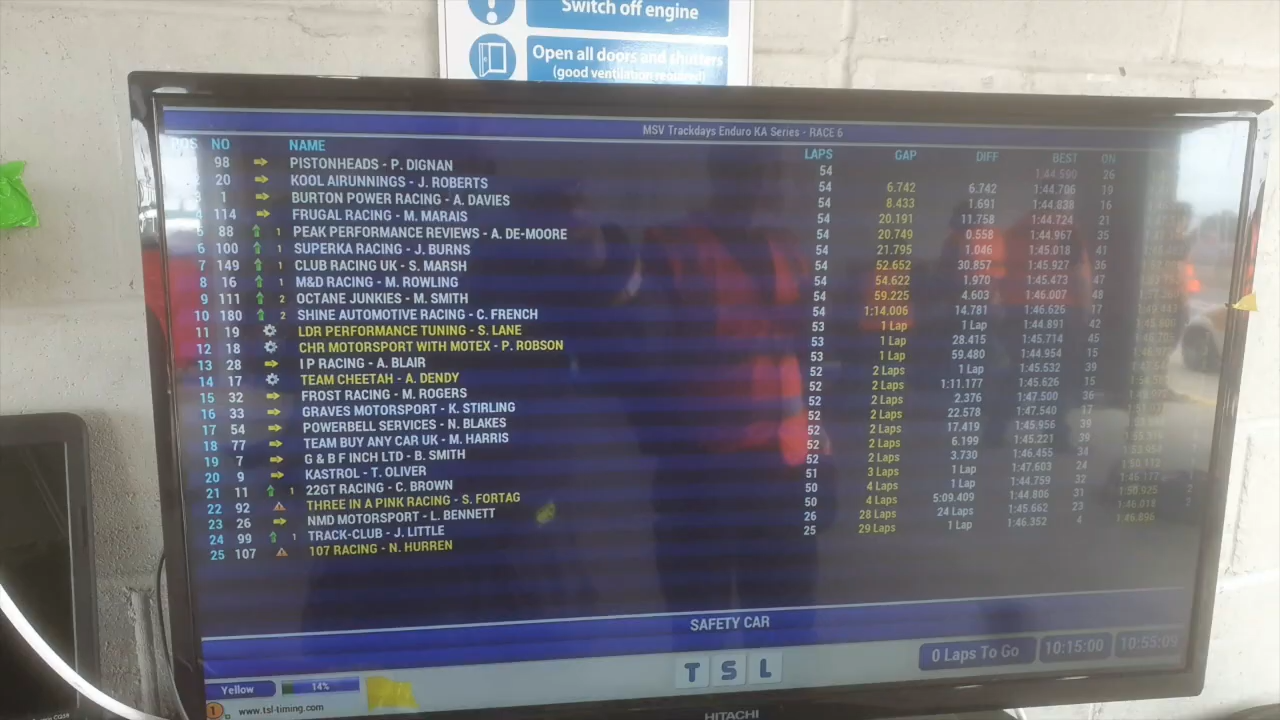 Switch off engine
Open all doors and shutters
(good ventilation required)
MSV Trackdays Enduro KA Series - RACE 6
POS NO NAME LAPS GAP DIFF BEST ON
98 PISTONHEADS - P. DIGNAN 54 1:44.590 26
20 KOOL AIRUNNINGS - J. ROBERTS 54 6.742 6.742 1:44.706 19
1 BURTON POWER RACING - A. DAVIES 54 8.433 1.691 1:44.838 16
4 114 FRUGAL RACING - M. MARAIS 54 20.191 11.758 1:44.724 21
5 88 1 PEAK PERFORMANCE REVIEWS - A. DE-MOORE 54 20.749 0.558 1:44.967 35
6 100 1 SUPERKA RACING - J. BURNS 54 21.795 1.046 1:45.018 41
7 149 1 CLUB RACING UK - S. MARSH 54 52.652 30.857 1:45.927 36
8 16 1 M&D RACING - M. ROWLING 54 54.622 1.970 1:45.473 47
9 111 2 OCTANE JUNKIES - M. SMITH 54 59.225 4.603 1:46.007 48
10 180 2 SHINE AUTOMOTIVE RACING - C. FRENCH 54 1:14.006 14.781 1:46.626 17
11 19 LDR PERFORMANCE TUNING - S. LANE 53 1 Lap 1 Lap 1:44.891 42
12 18 CHR MOTORSPORT WITH MOTEX - P. ROBSON 53 1 Lap 28.415 1:45.714 45
13 28 I P RACING - A. BLAIR 53 1 Lap 59.480 1:44.954 15
14 17 TEAM CHEETAH - A. DENDY 52 2 Laps 1 Lap 1:45.532 39
15 32 FROST RACING - M. ROGERS 52 2 Laps 1:11.177 1:45.626 15
16 33 GRAVES MOTORSPORT - K. STIRLING 52 2 Laps 2.376 1:47.500 36
17 54 POWERBELL SERVICES - N. BLAKES 52 2 Laps 22.578 1:47.540 17
18 77 TEAM BUY ANY CAR UK - M. HARRIS 52 2 Laps 17.419 1:45.956 39
19 7 G & B F INCH LTD - B. SMITH 52 2 Laps 6.199 1:45.221 39
20 9 KASTROL - T. OLIVER 52 2 Laps 3.730 1:46.455 34
21 11 1 22GT RACING - C. BROWN 51 3 Laps 1 Lap 1:47.603 24
22 92 THREE IN A PINK RACING - S. FORTAG 50 4 Laps 1 Lap 1:44.759 32
23 26 NMD MOTORSPORT - L. BENNETT 50 4 Laps 5:09.409 1:44.806 31
24 99 1 TRACK-CLUB - J. LITTLE 26 28 Laps 24 Laps 1:45.662 23
25 107 107 RACING - N. HURREN 25 29 Laps 1 Lap 1:46.352 4
SAFETY CAR
0 Laps To Go 10:15:00 10:55:09
TSL
Yellow 14%
1 www.tsl-timing.com
HITACHI